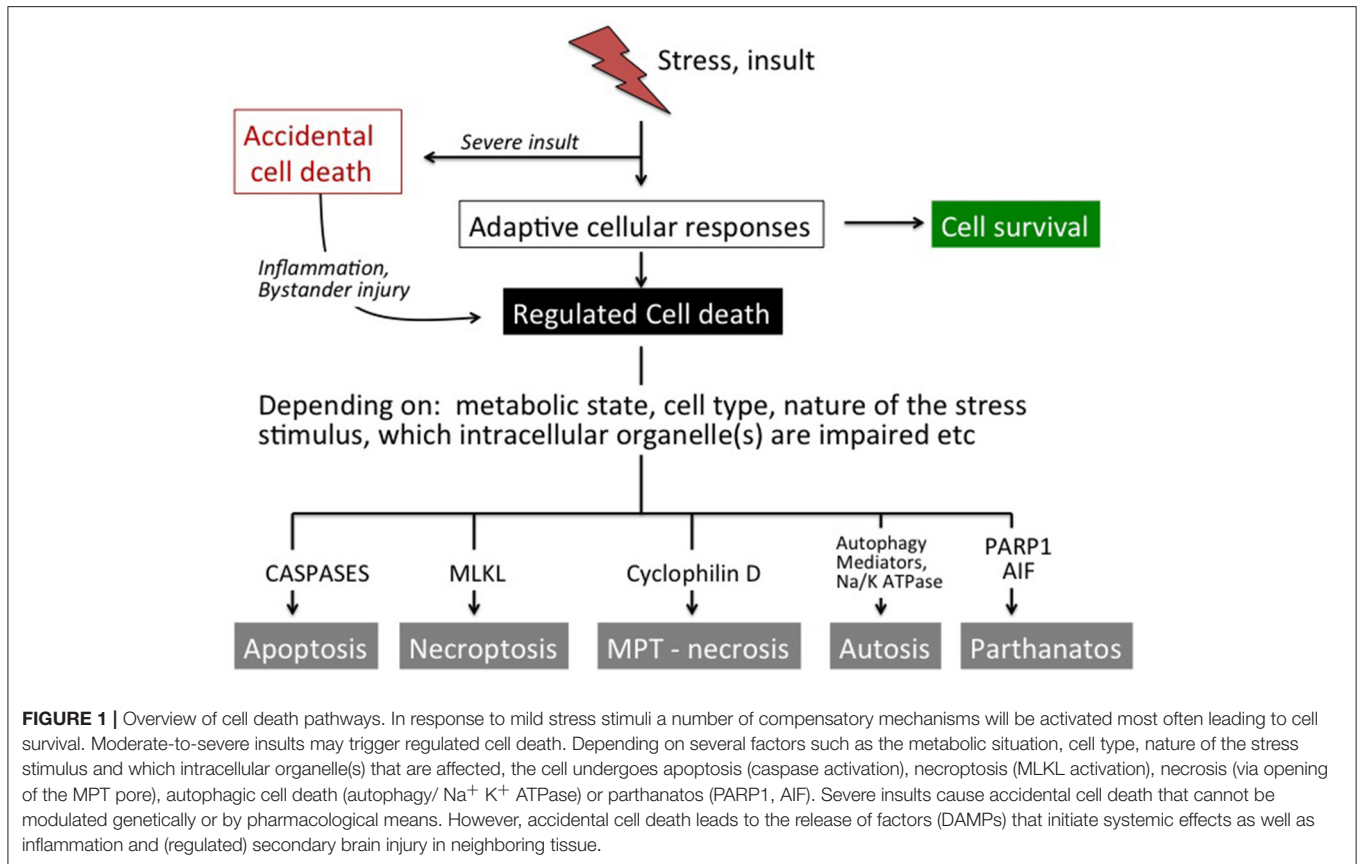 Stress, insult
Accidental
cell death
Severe insult
Adaptive cellular responses
Cell survival
Inflammation,
Bystander injury
Regulated Cell death
Depending on: metabolic state, cell type, nature of the stress
stimulus, which intracellular organelle(s) are impaired etc
CASPASES
MLKL
Cyclophilin D
Autophagy
Mediators,
Na/K ATPase
PARP1
AIF
Apoptosis
Necroptosis
MPT - necrosis
Autosis
Parthanatos
FIGURE 1 | Overview of cell death pathways. In response to mild stress stimuli a number of compensatory mechanisms will be activated most often leading to cell
survival. Moderate-to-severe insults may trigger regulated cell death. Depending on several factors such as the metabolic situation, cell type, nature of the stress
stimulus and which intracellular organelle(s) that are affected, the cell undergoes apoptosis (caspase activation), necroptosis (MLKL activation), necrosis (via opening
of the MPT pore), autophagic cell death (autophagy/ Na⁺ K⁺ ATPase) or parthanatos (PARP1, AIF). Severe insults cause accidental cell death that cannot be
modulated genetically or by pharmacological means. However, accidental cell death leads to the release of factors (DAMPs) that initiate systemic effects as well as
inflammation and (regulated) secondary brain injury in neighboring tissue.